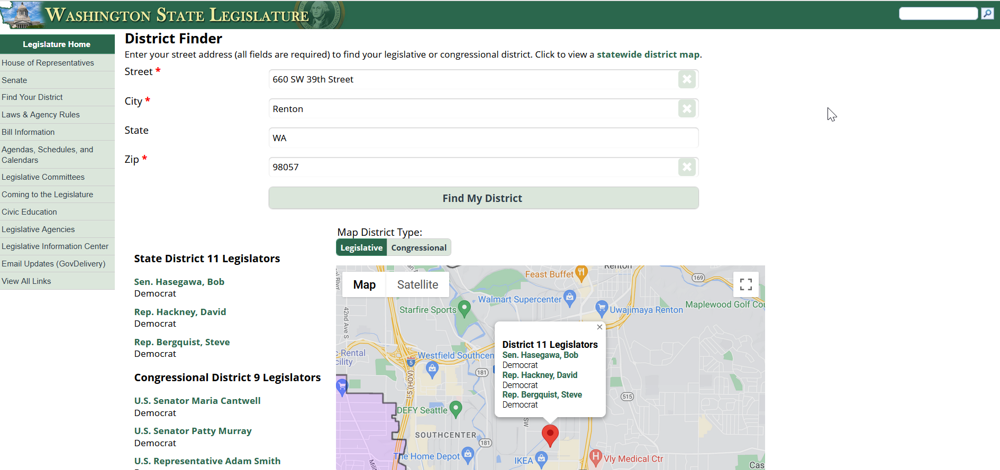 WASHINGTON STATE LEGISLATURE
Legislature Home
House of Representatives
Senate
Find Your District
Laws & Agency Rules
Bill Information
Agendas, Schedules, and
Calendars
Legislative Committees
Coming to the Legislature
Civic Education
Legislative Agencies
Legislative Information Center
Email Updates (GovDelivery)
View All Links
District Finder
Enter your street address (all fields are required) to find your legislative or congressional district. Click to view a statewide district map.
Street *
660 SW 39th Street
City *
Renton
State
WA
Zip *
98057
Find My District
State District 11 Legislators
Sen. Hasegawa, Bob
Democrat
Rep. Hackney, David
Democrat
Rep. Bergquist, Steve
Democrat
Congressional District 9 Legislators
U.S. Senator Maria Cantwell
Democrat
U.S. Senator Patty Murray
Democrat
U.S. Representative Adam Smith
Map District Type:
Legislative Congressional
Map Satellite
Renton
Feast Buffet
169
Walmart Supercenter
Starfire Sports
Uwajimaya Renton
Maplewood Golf Cou
42nd Ave S
Rental
cility
Westfield Southcen
5
181
I-5 (HOV)
District 11 Legislators
Sen. Hasegawa, Bob
Democrat
Rep. Hackney, David
Democrat
Rep. Bergquist, Steve
Democrat
515
DEFY Seattle
SW
SOUTHCENTER
181
The Home Depot
IKEA
H
Vly Medical Ctr
Milit
Cas